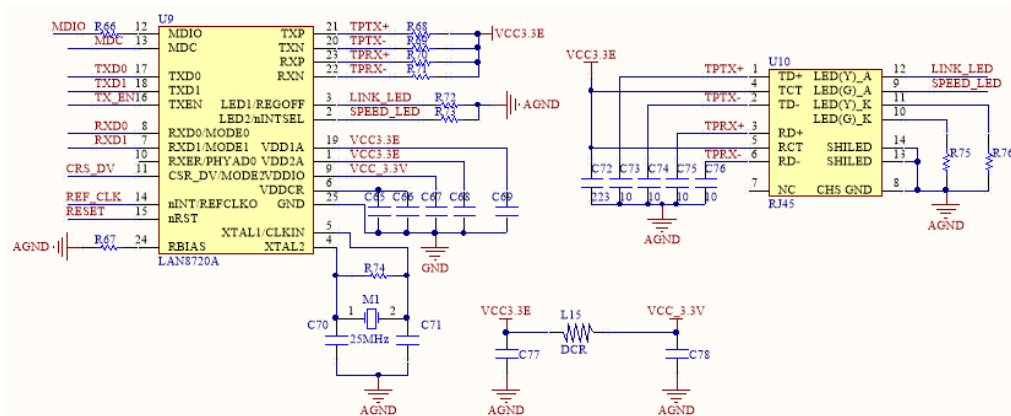 U9
MDIO R66 12 MDIO TXP 21 TPTX+ R68 VCC3.3E
MDC 13 MDC TXN 20 TPTX- R69
RXP 23 TPRX+ R70
TXD0 17 TXD0 RXN 22 TPRX- R71
TXD1 18 TXD1
TX_EN 16 TXEN LED1/REGOFF 3 LINK_LED R72 AGND
LED2/nINTSEL 2 SPEED_LED R73
RXD0 8 RXD0/MODE0
RXD1 7 RXD1/MODE1 VDD1A 19 VCC3.3E
10 RXER/PHYAD0 VDD2A 1 VCC3.3E
CRS_DV 11 CSR_DV/MODE2 VDDIO 9 VCC_3.3V
VDDCR 6
REF_CLK 14 nINT/REFCLKO GND 25 C65 C66 C67 C68 C69
RESET 15 nRST
XTAL1/CLKIN 5
AGND R67 24 RBIAS XTAL2 4 GND
LAN8720A
R74
M1
C70 1 2 C71
25MHz
AGND
VCC3.3E
U10
TPTX+ 1 TD+ LED(Y)_A 12 LINK_LED
4 TCT LED(G)_A 9 SPEED_LED
TPTX- 2 TD- LED(Y)_K 11
LED(G)_K 10
TPRX+ 3 RD+
5 RCT SHILED 14 R75 R76
TPRX- 6 RD- SHILED 13
C72 C73 C74 C75 C76
7 NC CHS GND 8
223 10 10 10 10 RJ45
AGND AGND
VCC3.3E L15 VCC_3.3V
DCR
C77 C78
AGND AGND